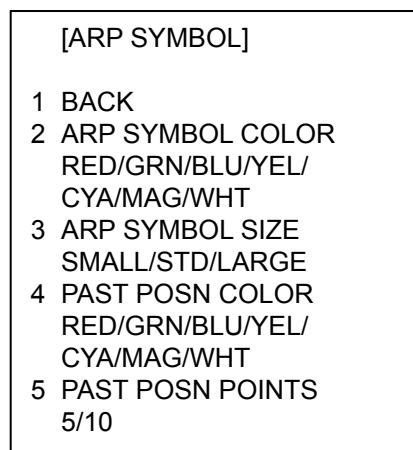 [ARP SYMBOL]
1 BACK
2 ARP SYMBOL COLOR
RED/GRN/BLU/YEL/
CYA/MAG/WHT
3 ARP SYMBOL SIZE
SMALL/STD/LARGE
4 PAST POSN COLOR
RED/GRN/BLU/YEL/
CYA/MAG/WHT
5 PAST POSN POINTS
5/10